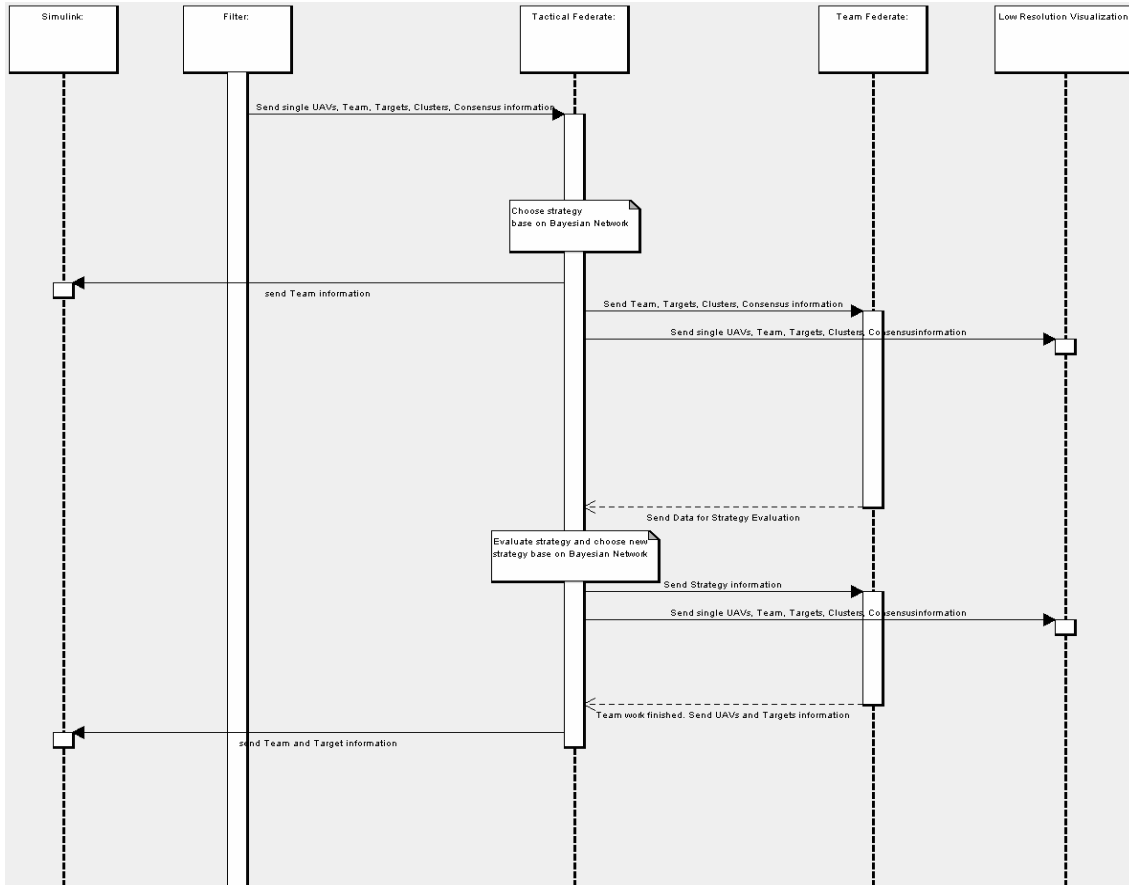 Simulink:
Filter:
Tactical Federate:
Team Federate:
Low Resolution Visualization
Send single UAVs, Team, Targets, Clusters, Consensus information
Choose strategy
base on Bayesian Network
send Team information
Send Team, Targets, Clusters, Consensus information
Send single UAVs, Team, Targets, Clusters, Consensusinformation
Send Data for Strategy Evaluation
Evaluate strategy and choose new
strategy base on Bayesian Network
Send Strategy information
Send single UAVs, Team, Targets, Clusters, Consensusinformation
Team work finished. Send UAVs and Targets information
send Team and Target information